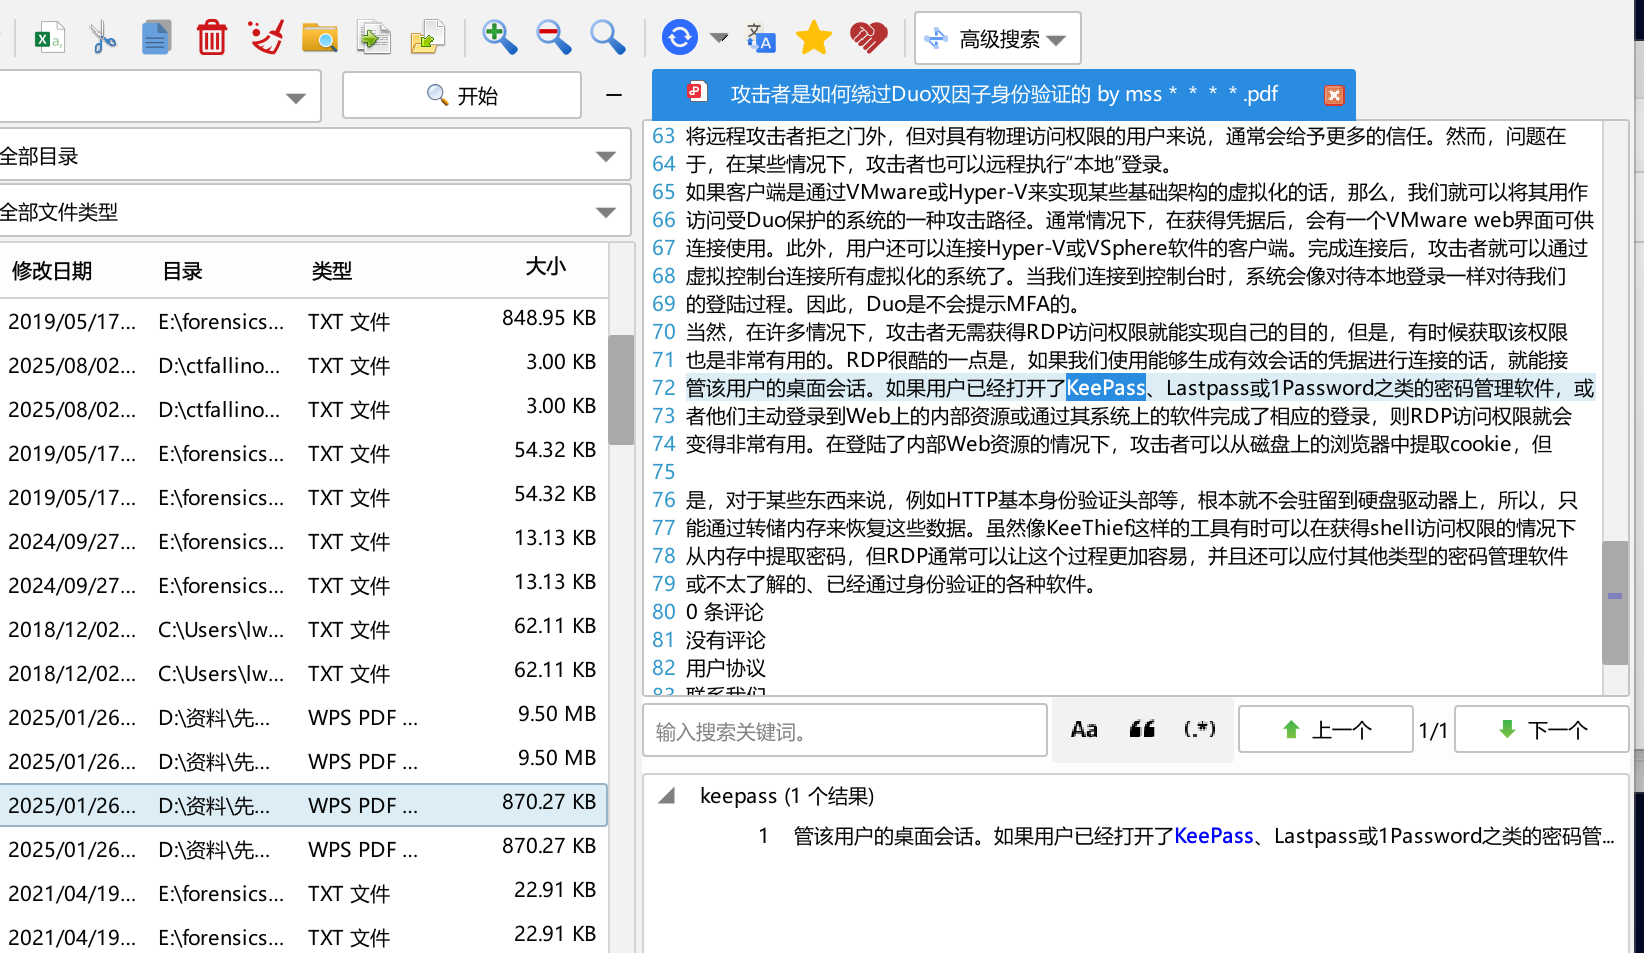 高级搜索
开始
攻击者是如何绕过Duo双因子身份验证的 by mss * * * * .pdf
全部目录
全部文件类型
修改日期 目录 类型 大小
2019/05/17... E:\forensics... TXT 文件 848.95 KB
2025/08/02... D:\ctfallino... TXT 文件 3.00 KB
2025/08/02... D:\ctfallino... TXT 文件 3.00 KB
2019/05/17... E:\forensics... TXT 文件 54.32 KB
2019/05/17... E:\forensics... TXT 文件 54.32 KB
2024/09/27... E:\forensics... TXT 文件 13.13 KB
2024/09/27... E:\forensics... TXT 文件 13.13 KB
2018/12/02... C:\Users\lw... TXT 文件 62.11 KB
2018/12/02... C:\Users\lw... TXT 文件 62.11 KB
2025/01/26... D:\资料\先... WPS PDF ... 9.50 MB
2025/01/26... D:\资料\先... WPS PDF ... 9.50 MB
2025/01/26... D:\资料\先... WPS PDF ... 870.27 KB
2025/01/26... D:\资料\先... WPS PDF ... 870.27 KB
2021/04/19... E:\forensics... TXT 文件 22.91 KB
2021/04/19... E:\forensics... TXT 文件 22.91 KB
63 将远程攻击者拒之门外，但对具有物理访问权限的用户来说，通常会给予更多的信任。然而，问题在
64 于，在某些情况下，攻击者也可以远程执行“本地”登录。
65 如果客户端是通过VMware或Hyper-V来实现某些基础架构的虚拟化的话，那么，我们就可以将其用作
66 访问受Duo保护的系统的一种攻击路径。通常情况下，在获得凭据后，会有一个VMware web界面可供
67 连接使用。此外，用户还可以连接Hyper-V或VSphere软件的客户端。完成连接后，攻击者就可以通过
68 虚拟控制台连接所有虚拟化的系统了。当我们连接到控制台时，系统会像对待本地登录一样对待我们
69 的登陆过程。因此，Duo是不会提示MFA的。
70 当然，在许多情况下，攻击者无需获得RDP访问权限就能实现自己的目的，但是，有时候获取该权限
71 也是非常有用的。RDP很酷的一点是，如果我们使用能够生成有效会话的凭据进行连接的话，就能接
72 管该用户的桌面会话。如果用户已经打开了KeePass、Lastpass或1Password之类的密码管理软件，或
73 者他们主动登录到Web上的内部资源或通过其系统上的软件完成了相应的登录，则RDP访问权限就会
74 变得非常有用。在登陆了内部Web资源的情况下，攻击者可以从磁盘上的浏览器中提取cookie，但
75
76 是，对于某些东西来说，例如HTTP基本身份验证头部等，根本就不会驻留到硬盘驱动器上，所以，只
77 能通过转储内存来恢复这些数据。虽然像KeeThief这样的工具有时可以在获得shell访问权限的情况下
78 从内存中提取密码，但RDP通常可以让这个过程更加容易，并且还可以应付其他类型的密码管理软件
79 或不太了解的、已经通过身份验证的各种软件。
80 0 条评论
81 没有评论
82 用户协议
83 联系我们
输入搜索关键词。 Aa (.*) 上一个 1/1 下一个
keepass (1 个结果)
1 管该用户的桌面会话。如果用户已经打开了KeePass、Lastpass或1Password之类的密码管...